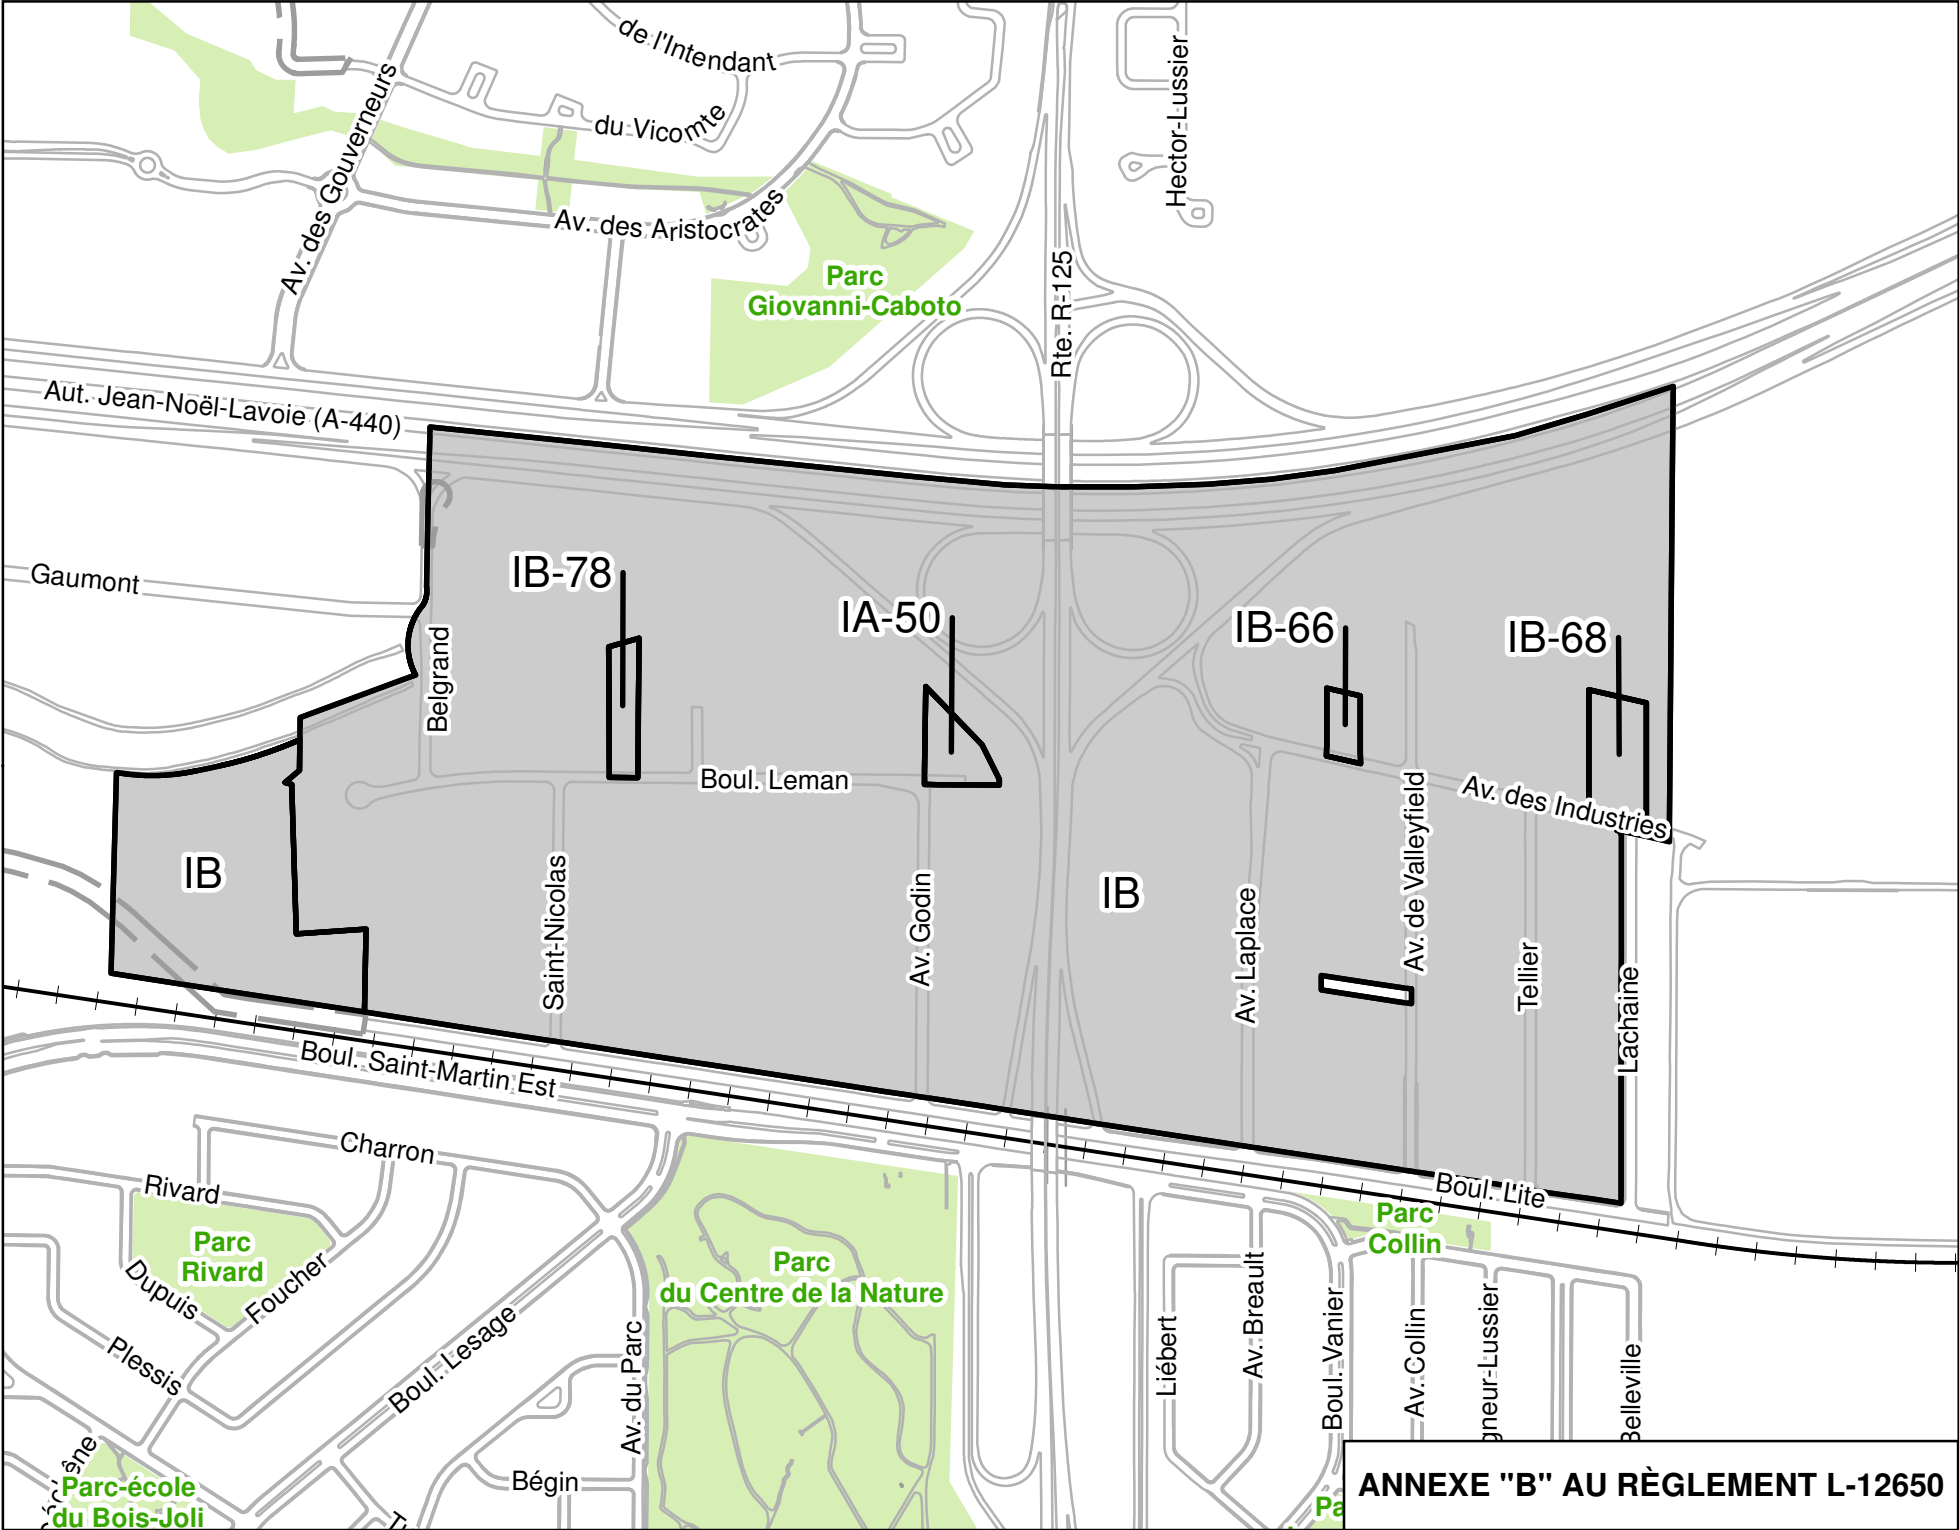 de l'Intendant
du Vicomte
Hector-Lussier
Av. des Gouverneurs
Av. des Aristocrates
Parc
Giovanni-Caboto
Rte. R-125
Aut. Jean-Noël-Lavoie (A-440)
Gaumont
IB-78
IA-50
IB-66
IB-68
Belgrand
Boul. Leman
Av. des Industries
IB
IB
Saint-Nicolas
Av. Godin
Av. Laplace
Av. de Valleyfield
Tellier
Lachaine
Boul. Saint-Martin Est
Boul. Lite
Charron
Rivard
Parc
Rivard
Dupuis
Foucher
Plessis
Boul. Lesage
Av. du Parc
Bégin
Parc
du Centre de la Nature
Parc
Collin
Liébert
Av. Breault
Boul. Vanier
Av. Collin
gneur-Lussier
Belleville
Parc-école
du Bois-Joli
Pa
ANNEXE "B" AU RÈGLEMENT L-12650